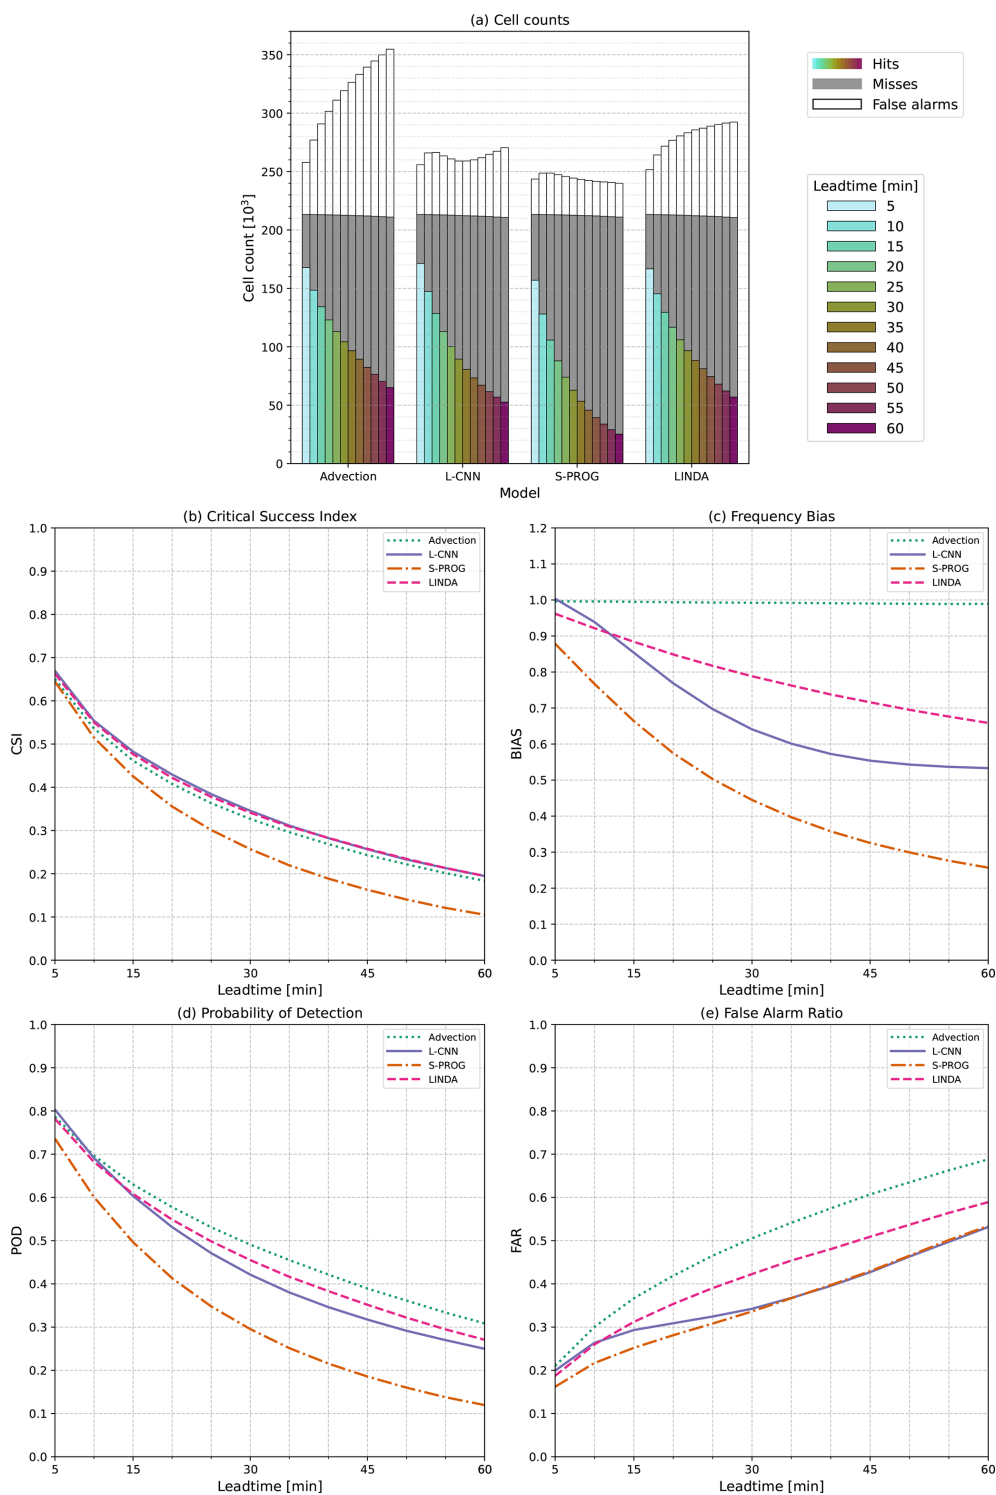 (a) Cell counts
Cell count [10³]
350
300
250
200
150
100
50
0
Advection
L-CNN
S-PROG
LINDA
Model
Hits
Misses
False alarms
Leadtime [min]
5
10
15
20
25
30
35
40
45
50
55
60
(b) Critical Success Index
CSI
1.0
0.9
0.8
0.7
0.6
0.5
0.4
0.3
0.2
0.1
0.0
Advection
L-CNN
S-PROG
LINDA
5
15
30
45
60
Leadtime [min]
(c) Frequency Bias
BIAS
1.2
1.1
1.0
0.9
0.8
0.7
0.6
0.5
0.4
0.3
0.2
0.1
0.0
Advection
L-CNN
S-PROG
LINDA
5
15
30
45
60
Leadtime [min]
(d) Probability of Detection
POD
1.0
0.9
0.8
0.7
0.6
0.5
0.4
0.3
0.2
0.1
0.0
Advection
L-CNN
S-PROG
LINDA
5
15
30
45
60
Leadtime [min]
(e) False Alarm Ratio
FAR
1.0
0.9
0.8
0.7
0.6
0.5
0.4
0.3
0.2
0.1
0.0
Advection
L-CNN
S-PROG
LINDA
5
15
30
45
60
Leadtime [min]